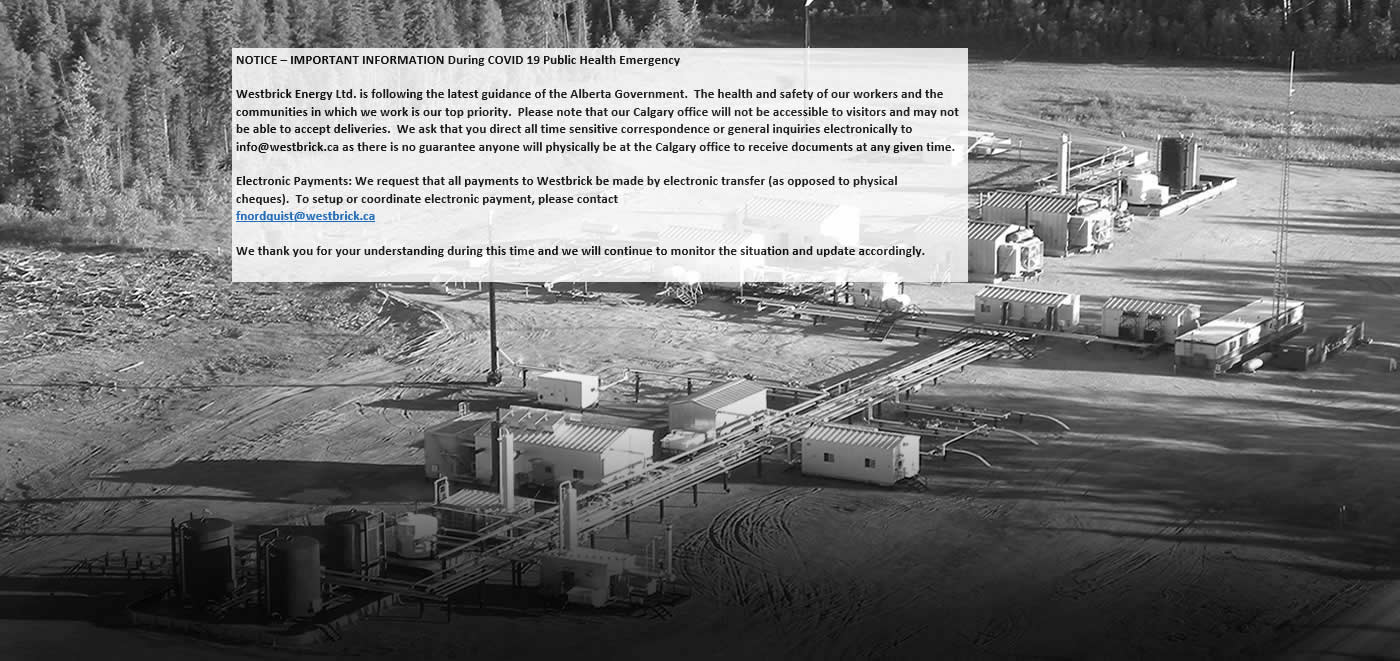 NOTICE – IMPORTANT INFORMATION During COVID 19 Public Health Emergency
Westbrick Energy Ltd. is following the latest guidance of the Alberta Government.  The health and safety of our workers and the
communities in which we work is our top priority.  Please note that our Calgary office will not be accessible to visitors and may not
be able to accept deliveries.  We ask that you direct all time sensitive correspondence or general inquiries electronically to
info@westbrick.ca as there is no guarantee anyone will physically be at the Calgary office to receive documents at any given time.
Electronic Payments: We request that all payments to Westbrick be made by electronic transfer (as opposed to physical
cheques).  To setup or coordinate electronic payment, please contact
fnordquist@westbrick.ca
We thank you for your understanding during this time and we will continue to monitor the situation and update accordingly.